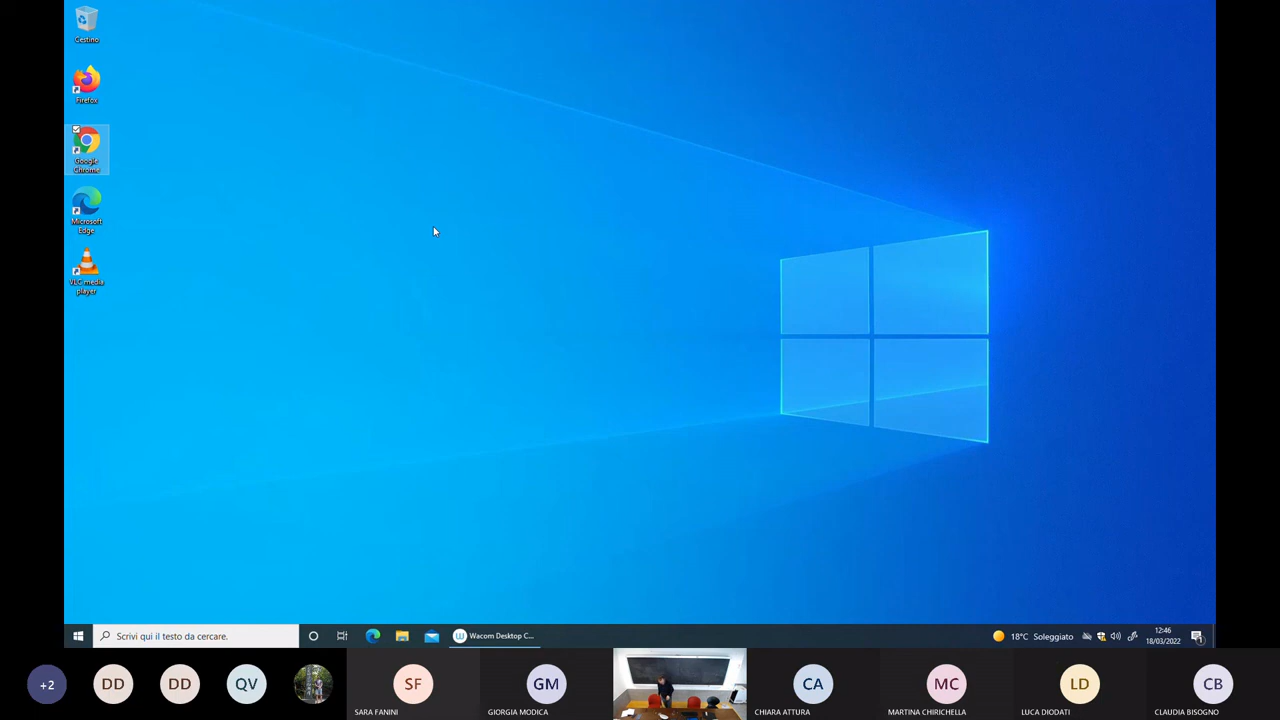 Cestino
Firefox
Google
Chrome
Microsoft
Edge
VLC media
player
Scrivi qui il testo da cercare.
Wacom Desktop C...
18°C Soleggiato
12:46
18/03/2022
1
+2
DD
DD
QV
SF
SARA FANINI
GM
GIORGIA MODICA
CA
CHIARA ATTURA
MC
MARTINA CHIRICHELLA
LD
LUCA DIODATI
CB
CLAUDIA BISOGNO